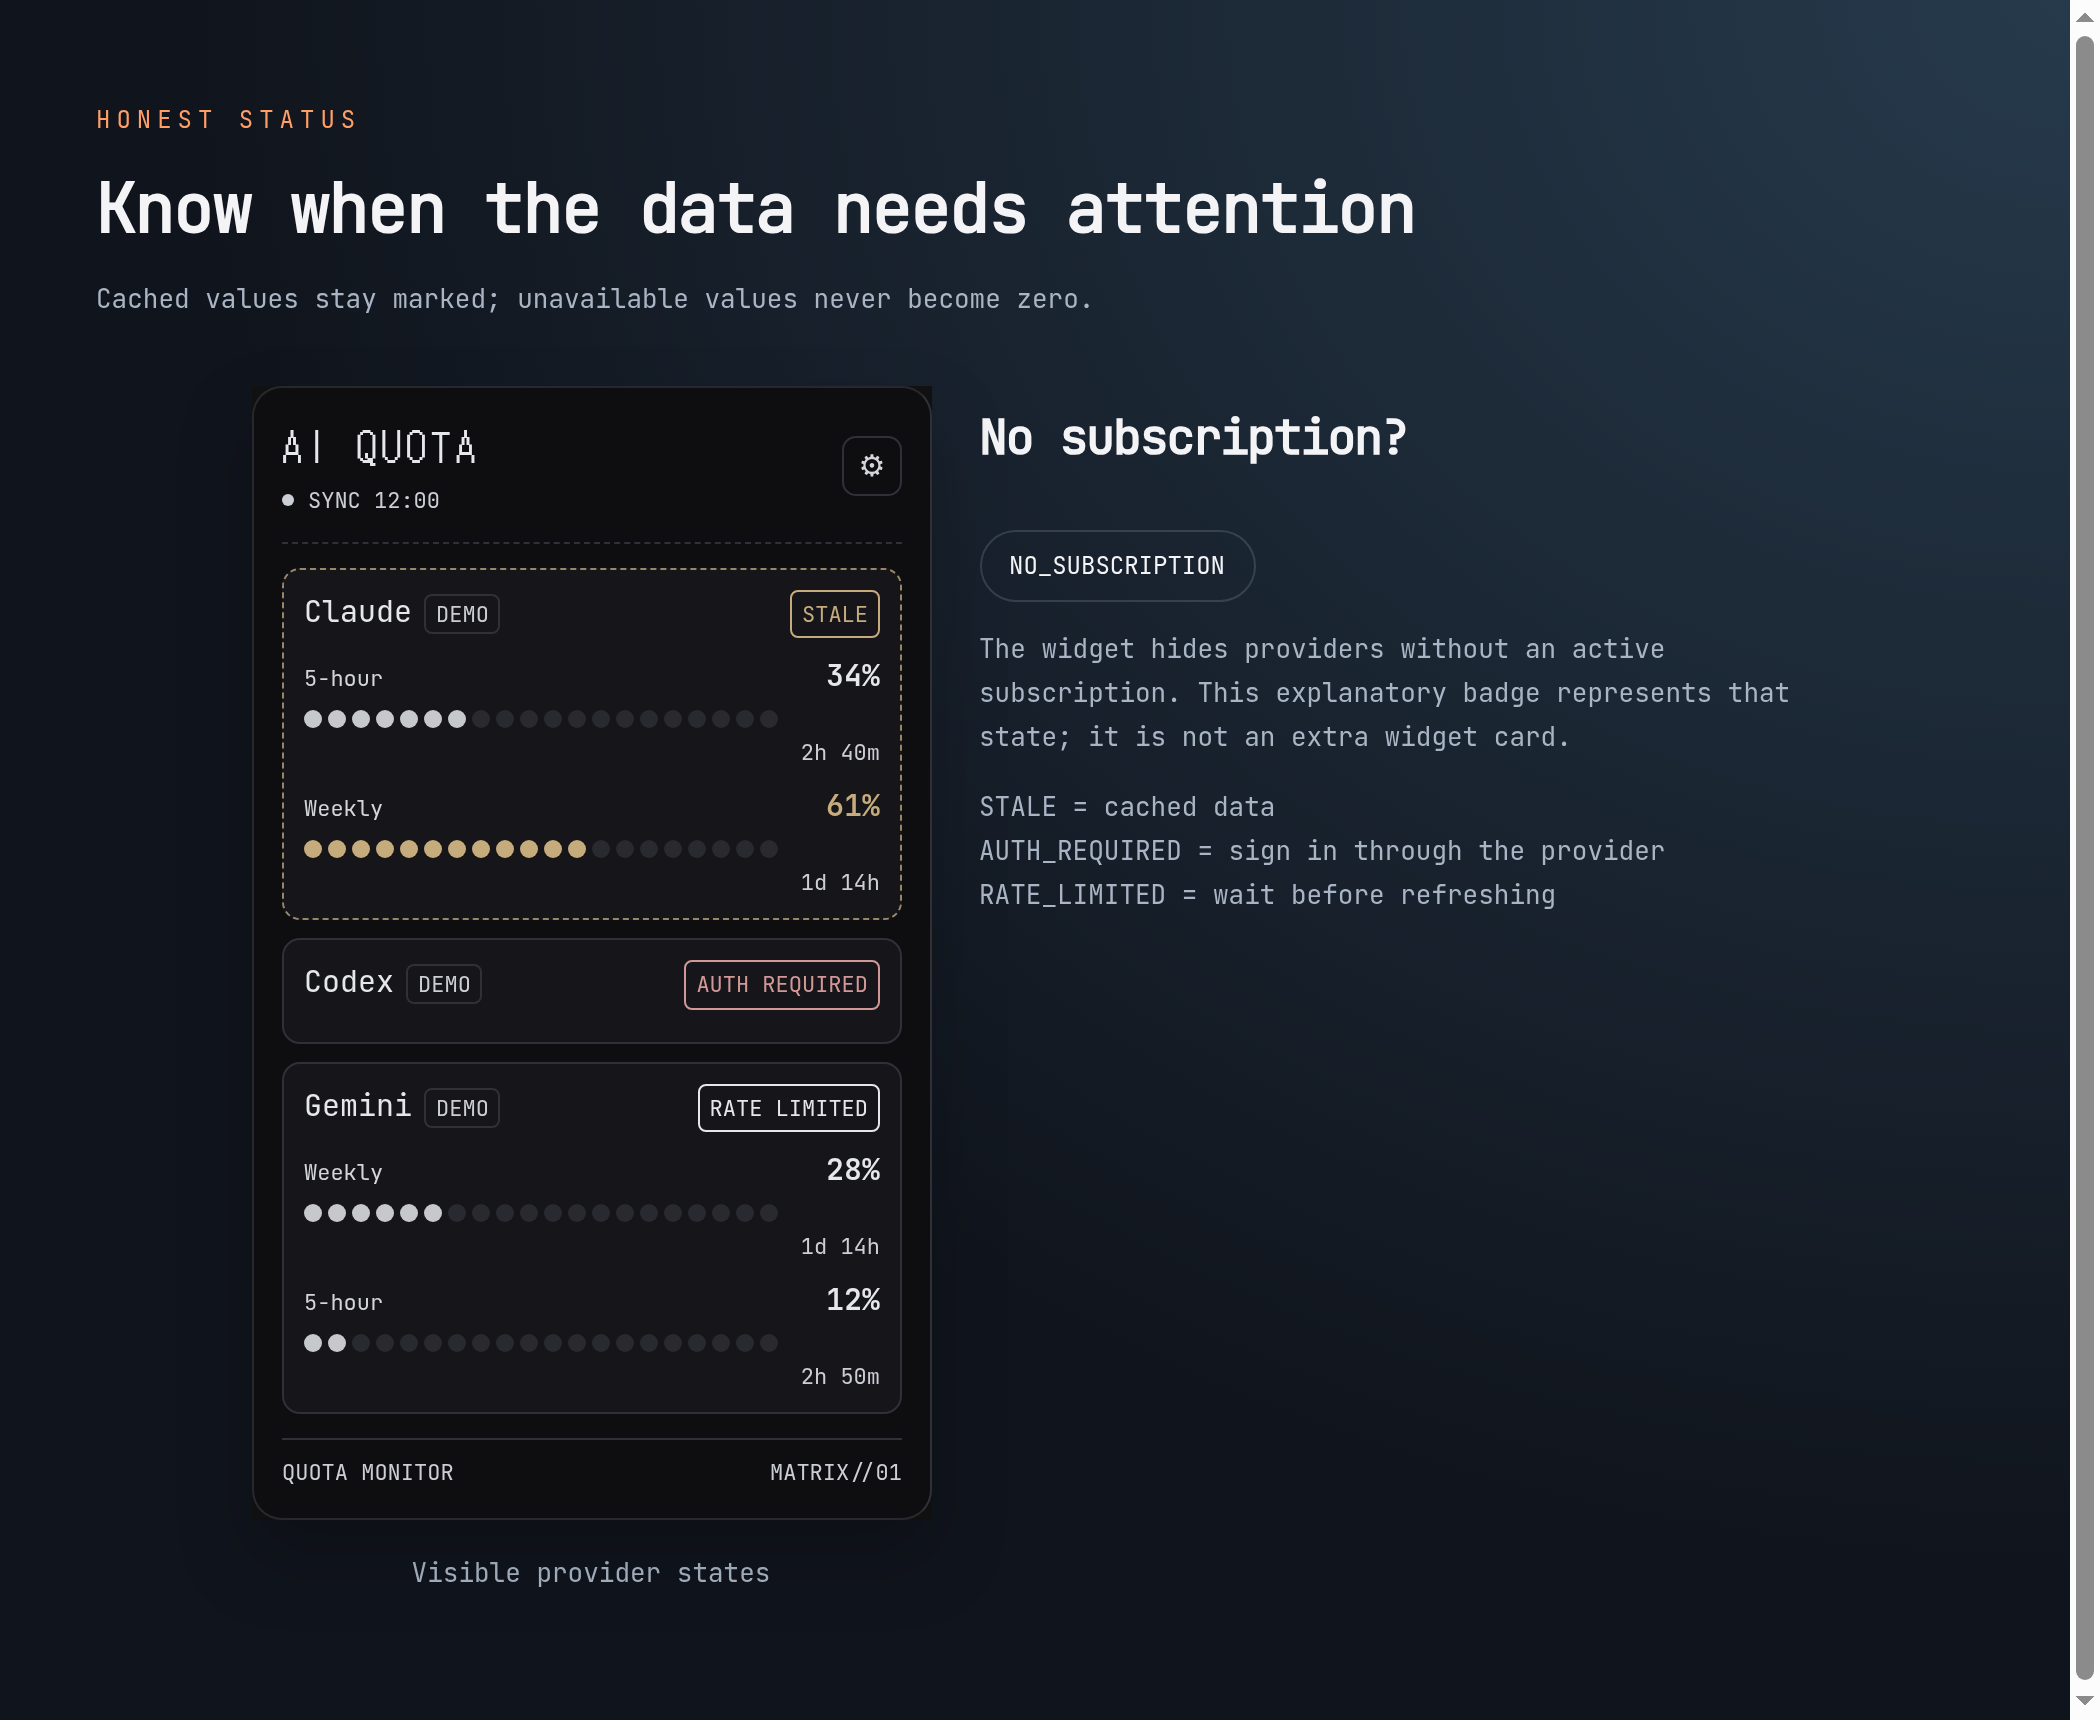 HONEST STATUS
Know when the data needs attention
Cached values stay marked; unavailable values never become zero.
AI QUOTA
SYNC 12:00
Claude DEMO STALE
5-hour 34%
2h 40m
Weekly 61%
1d 14h
Codex DEMO AUTH REQUIRED
Gemini DEMO RATE LIMITED
Weekly 28%
1d 14h
5-hour 12%
2h 50m
QUOTA MONITOR MATRIX//01
Visible provider states
No subscription?
NO_SUBSCRIPTION
The widget hides providers without an active
subscription. This explanatory badge represents that
state; it is not an extra widget card.
STALE = cached data
AUTH_REQUIRED = sign in through the provider
RATE_LIMITED = wait before refreshing